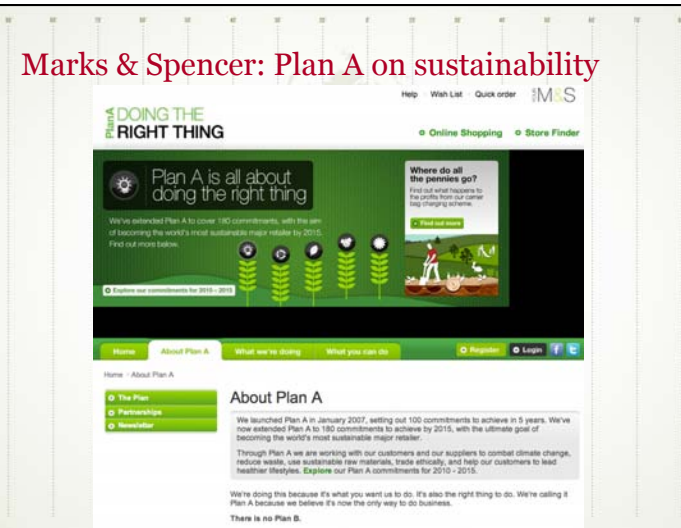 Marks & Spencer: Plan A on sustainability
Help Wish List Quick order YOUR M&S
PlanA DOING THE
RIGHT THING
Online Shopping Store Finder
Plan A is all about
doing the right thing
We've extended Plan A to cover 180 commitments, with the aim
of becoming the world's most sustainable major retailer by 2015.
Find out more below.
Explore our commitments for 2010 - 2015
Where do all
the pennies go?
Find out what happens to
the profits from our carrier
bag charging scheme.
Find out more
Home About Plan A What we're doing What you can do Register Login
Home > About Plan A
The Plan
Partnerships
Newsletter
About Plan A
We launched Plan A in January 2007, setting out 100 commitments to achieve in 5 years. We've
now extended Plan A to 180 commitments to achieve by 2015, with the ultimate goal of
becoming the world's most sustainable major retailer.
Through Plan A we are working with our customers and our suppliers to combat climate change,
reduce waste, use sustainable raw materials, trade ethically, and help our customers to lead
healthier lifestyles. Explore our Plan A commitments for 2010 - 2015.
We're doing this because it's what you want us to do. It's also the right thing to do. We're calling it
Plan A because we believe it's now the only way to do business.
There is no Plan B.